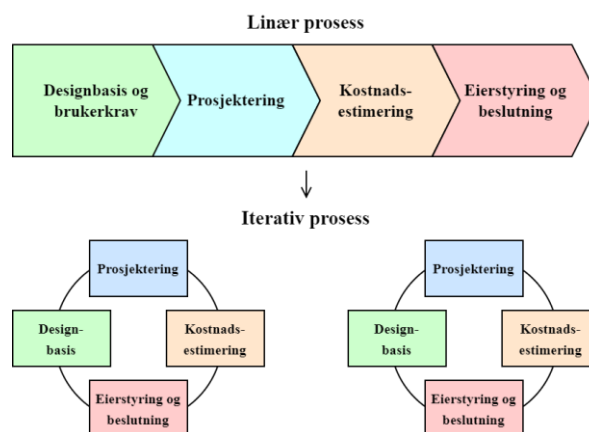 Linær prosess
Designbasis og
brukerkrav
Prosjektering
Kostnads-
estimering
Eierstyring og
beslutning
Iterativ prosess
Prosjektering
Design-
basis
Kostnads-
estimering
Eierstyring og
beslutning
Prosjektering
Design-
basis
Kostnads-
estimering
Eierstyring og
beslutning